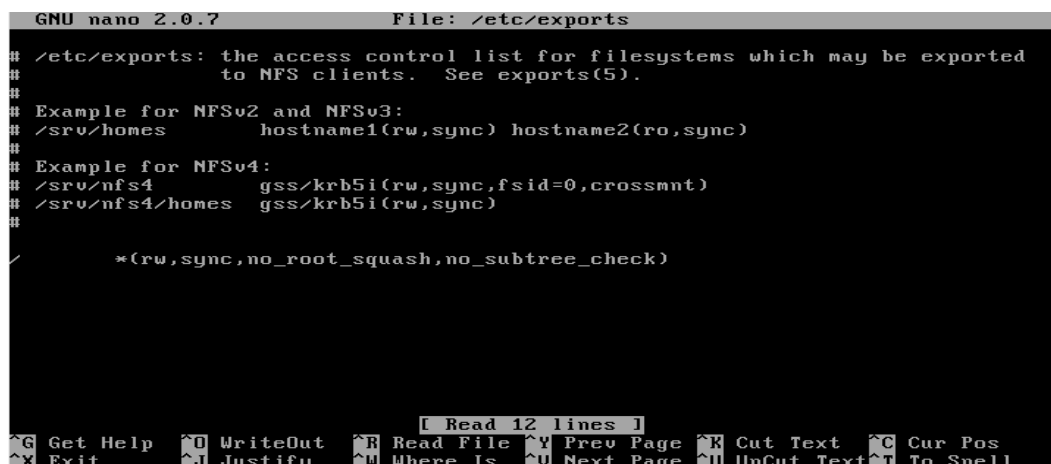 GNU nano 2.0.7 File: /etc/exports
# /etc/exports: the access control list for filesystems which may be exported
# to NFS clients. See exports(5).
#
# Example for NFSv2 and NFSv3:
# /srv/homes hostname1(rw,sync) hostname2(ro,sync)
#
# Example for NFSv4:
# /srv/nfs4 gss/krb5i(rw,sync,fsid=0,crossmnt)
# /srv/nfs4/homes gss/krb5i(rw,sync)
#
/ *(rw,sync,no_root_squash,no_subtree_check)
[ Read 12 lines ]
^G Get Help ^O WriteOut ^R Read File ^Y Prev Page ^K Cut Text ^C Cur Pos
^X Exit ^J Justify ^W Where Is ^V Next Page ^U UnCut Text ^T To Spell